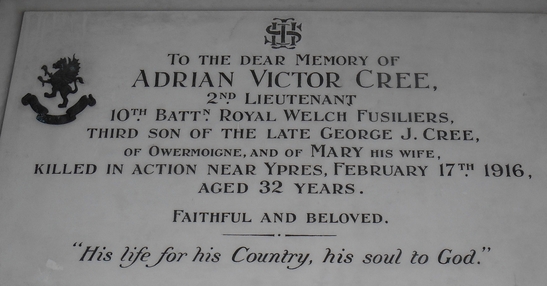 IHS
TO THE DEAR MEMORY OF
ADRIAN VICTOR CREE,
2ND LIEUTENANT
10TH BATTN ROYAL WELCH FUSILIERS,
THIRD SON OF THE LATE GEORGE J. CREE,
OF OWERMOIGNE, AND OF MARY HIS WIFE,
KILLED IN ACTION NEAR YPRES, FEBRUARY 17TH 1916,
AGED 32 YEARS.
FAITHFUL AND BELOVED.
"His life for his Country, his soul to God."